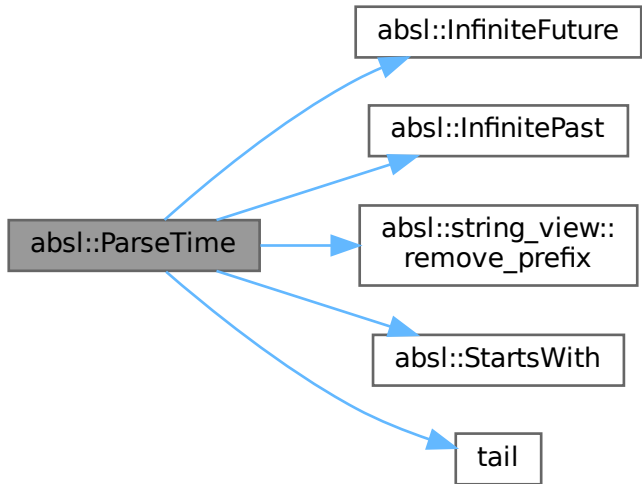 absl::InfiniteFuture
absl::InfinitePast
absl::ParseTime
absl::string_view::
remove_prefix
absl::StartsWith
tail